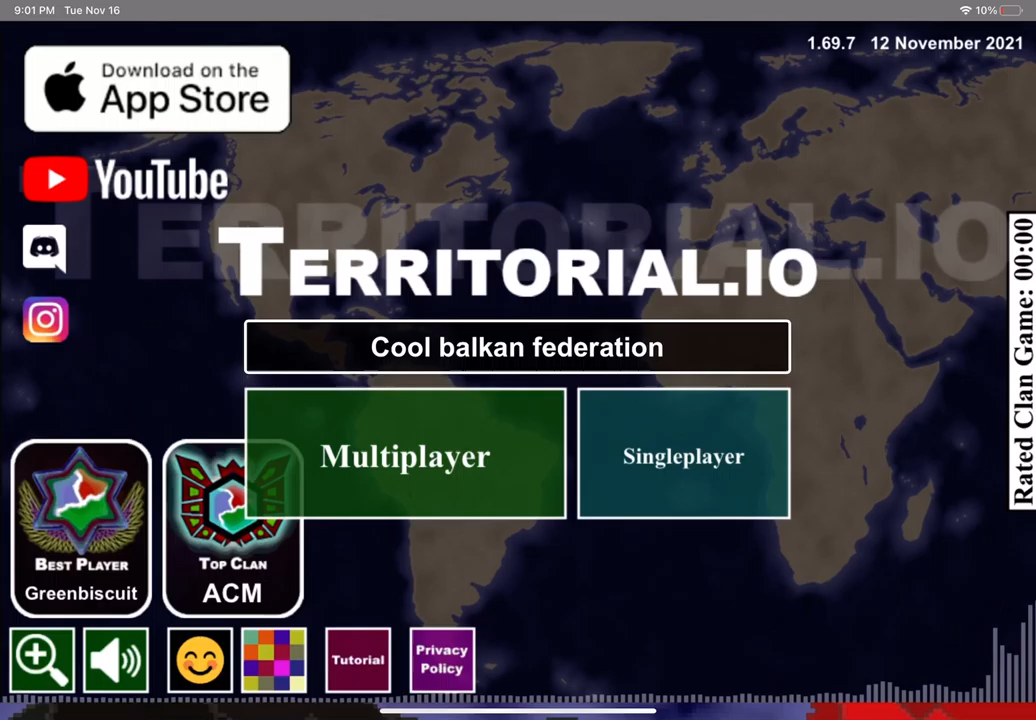 9:01 PM Tue Nov 16
10%
1.69.7 12 November 2021
Download on the
App Store
YouTube
TERRITORIAL.IO
TERRITORIAL.IO
Cool balkan federation
Multiplayer
Singleplayer
Rated Clan Game: 00:00
BEST PLAYER
Greenbiscuit
TOP CLAN
ACM
Tutorial
Privacy
Policy